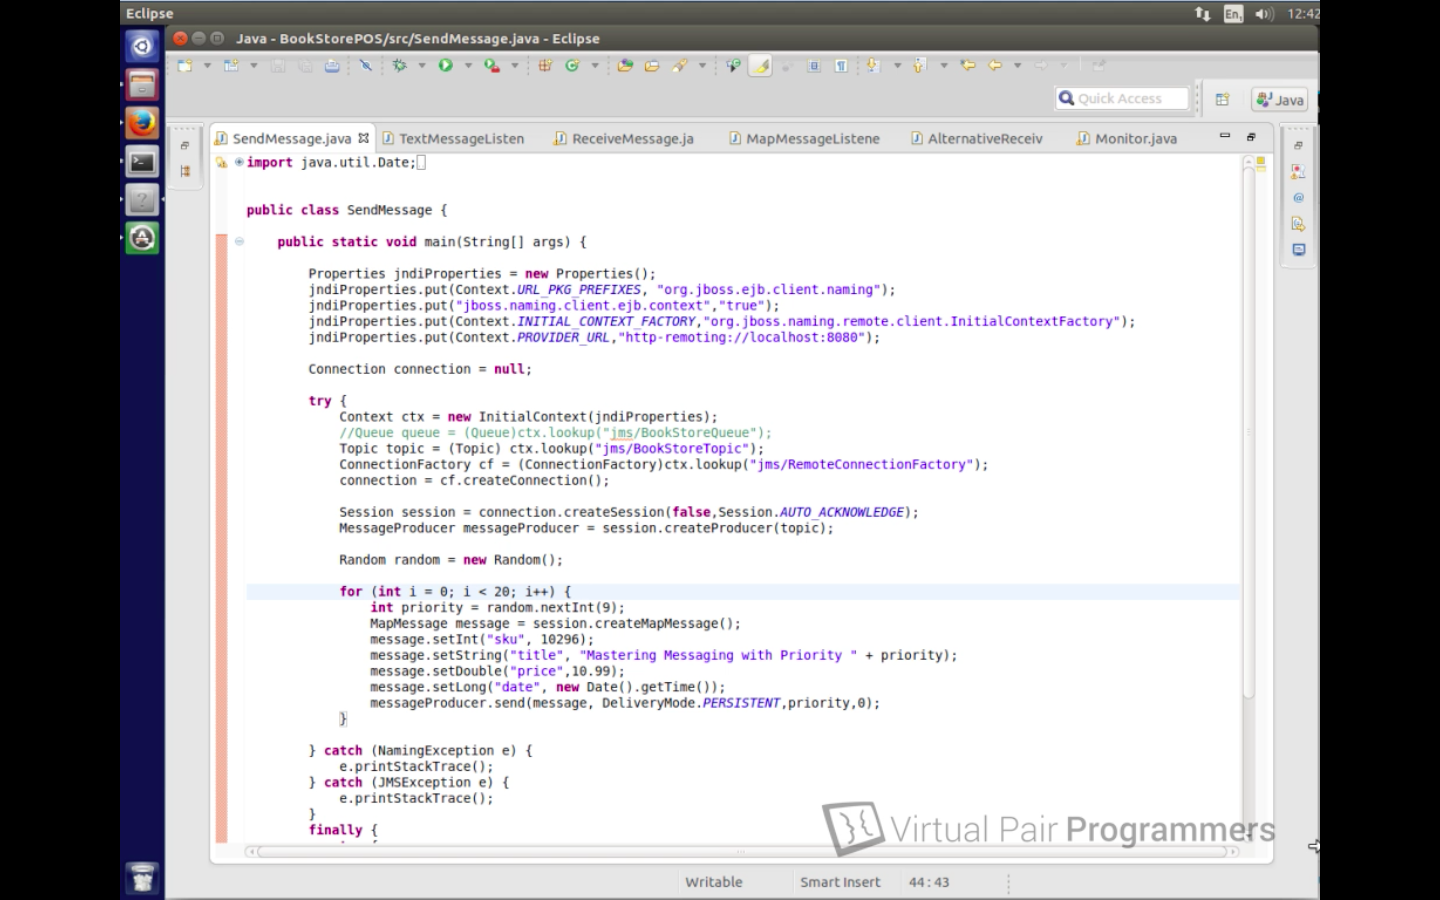 Eclipse
En
12:42
Java - BookStorePOS/src/SendMessage.java - Eclipse
Quick Access
Java
SendMessage.java
TextMessageListen
ReceiveMessage.ja
MapMessageListene
AlternativeReceiv
Monitor.java
import java.util.Date;
public class SendMessage {
public static void main(String[] args) {
Properties jndiProperties = new Properties();
jndiProperties.put(Context.URL_PKG_PREFIXES, "org.jboss.ejb.client.naming");
jndiProperties.put("jboss.naming.client.ejb.context","true");
jndiProperties.put(Context.INITIAL_CONTEXT_FACTORY,"org.jboss.naming.remote.client.InitialContextFactory");
jndiProperties.put(Context.PROVIDER_URL,"http-remoting://localhost:8080");
Connection connection = null;
try {
Context ctx = new InitialContext(jndiProperties);
//Queue queue = (Queue)ctx.lookup("jms/BookStoreQueue");
Topic topic = (Topic) ctx.lookup("jms/BookStoreTopic");
ConnectionFactory cf = (ConnectionFactory)ctx.lookup("jms/RemoteConnectionFactory");
connection = cf.createConnection();
Session session = connection.createSession(false,Session.AUTO_ACKNOWLEDGE);
MessageProducer messageProducer = session.createProducer(topic);
Random random = new Random();
for (int i = 0; i < 20; i++) {
int priority = random.nextInt(9);
MapMessage message = session.createMapMessage();
message.setInt("sku", 10296);
message.setString("title", "Mastering Messaging with Priority " + priority);
message.setDouble("price",10.99);
message.setLong("date", new Date().getTime());
messageProducer.send(message, DeliveryMode.PERSISTENT,priority,0);
}
} catch (NamingException e) {
e.printStackTrace();
} catch (JMSException e) {
e.printStackTrace();
}
finally {
Virtual Pair Programmers
Writable
Smart Insert
44 : 43